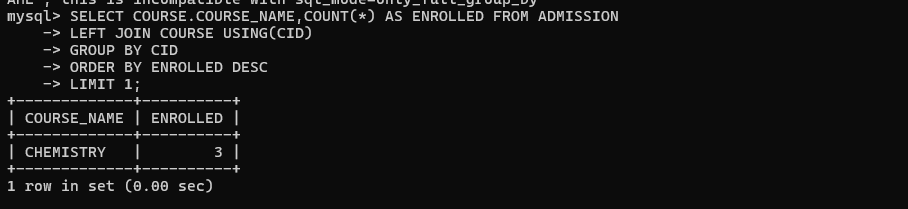 this is incompatible with sql_mode=only_full_group_by
mysql> SELECT COURSE.COURSE_NAME,COUNT(*) AS ENROLLED FROM ADMISSION
    -> LEFT JOIN COURSE USING(CID)
    -> GROUP BY CID
    -> ORDER BY ENROLLED DESC
    -> LIMIT 1;
+-------------+----------+
| COURSE_NAME | ENROLLED |
+-------------+----------+
| CHEMISTRY   |        3 |
+-------------+----------+
1 row in set (0.00 sec)